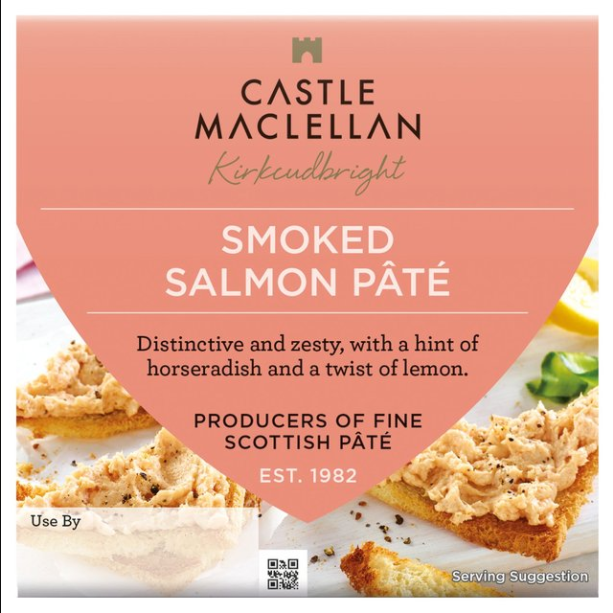 CASTLE
MACLELLAN
Kirkcudbright
SMOKED
SALMON PÂTÉ
Distinctive and zesty, with a hint of
horseradish and a twist of lemon.
PRODUCERS OF FINE
SCOTTISH PÂTÉ
EST. 1982
Use By
Serving Suggestion